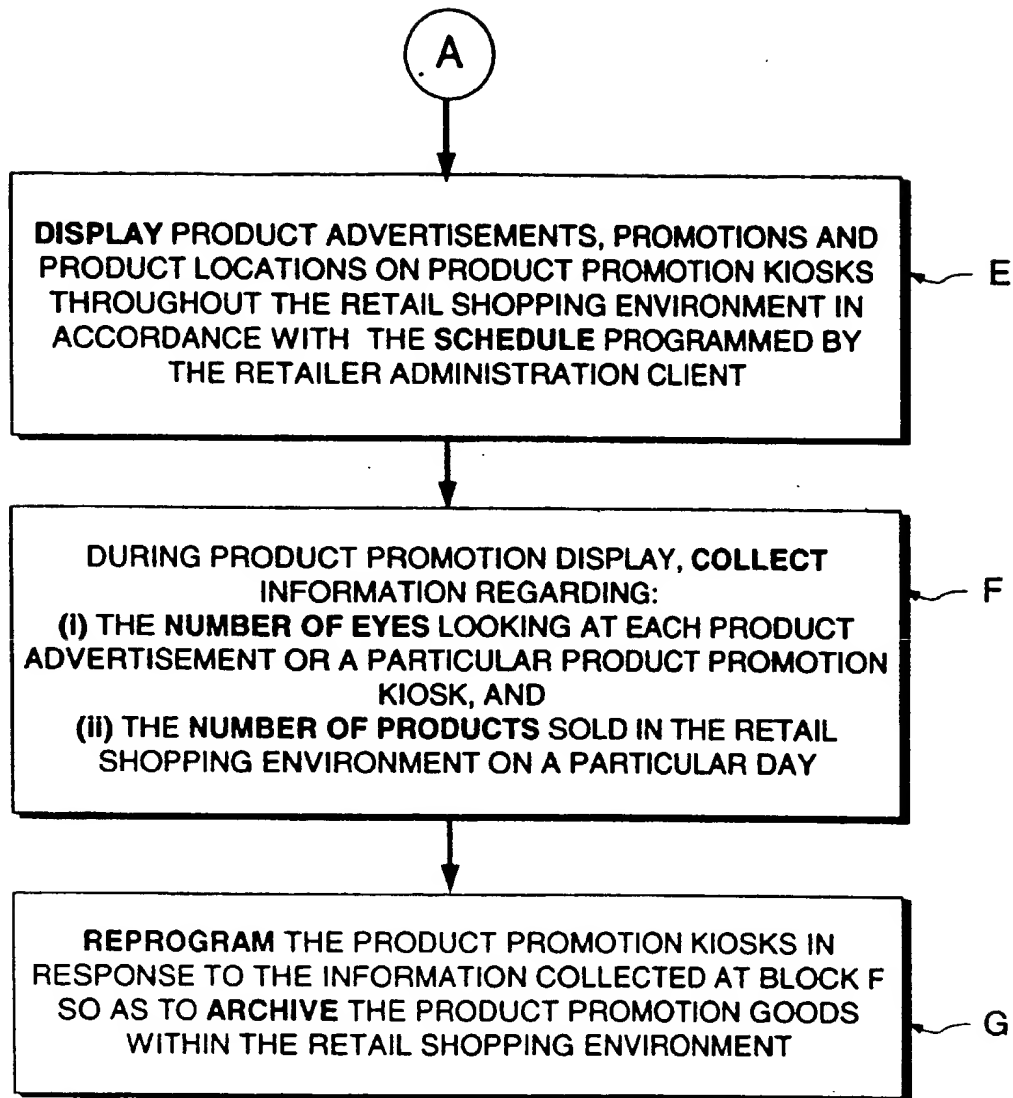 A
DISPLAY PRODUCT ADVERTISEMENTS, PROMOTIONS AND
PRODUCT LOCATIONS ON PRODUCT PROMOTION KIOSKS
THROUGHOUT THE RETAIL SHOPPING ENVIRONMENT IN
ACCORDANCE WITH THE SCHEDULE PROGRAMMED BY
THE RETAILER ADMINISTRATION CLIENT
E
DURING PRODUCT PROMOTION DISPLAY, COLLECT
INFORMATION REGARDING:
(i) THE NUMBER OF EYES LOOKING AT EACH PRODUCT
ADVERTISEMENT OR A PARTICULAR PRODUCT PROMOTION
KIOSK, AND
(ii) THE NUMBER OF PRODUCTS SOLD IN THE RETAIL
SHOPPING ENVIRONMENT ON A PARTICULAR DAY
F
REPROGRAM THE PRODUCT PROMOTION KIOSKS IN
RESPONSE TO THE INFORMATION COLLECTED AT BLOCK F
SO AS TO ARCHIVE THE PRODUCT PROMOTION GOODS
WITHIN THE RETAIL SHOPPING ENVIRONMENT
G